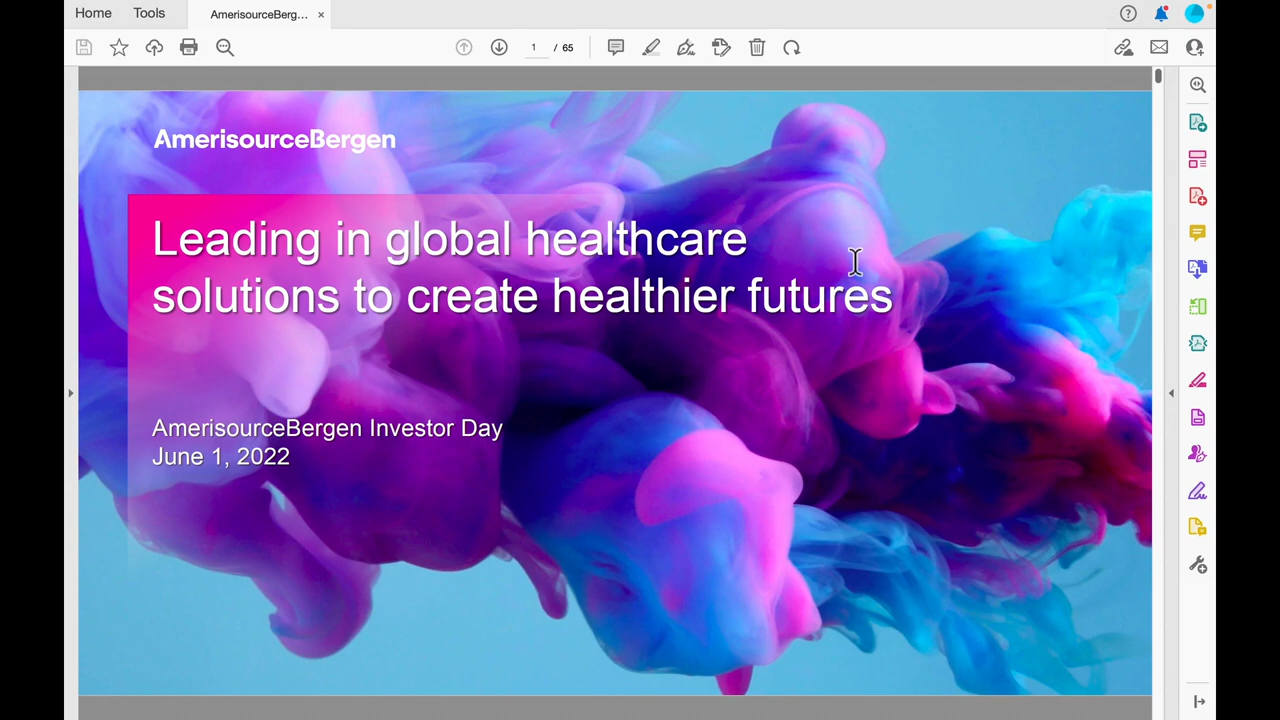 Home
Tools
AmerisourceBerg...
1 / 65
AmerisourceBergen
Leading in global healthcare
solutions to create healthier futures
AmerisourceBergen Investor Day
June 1, 2022